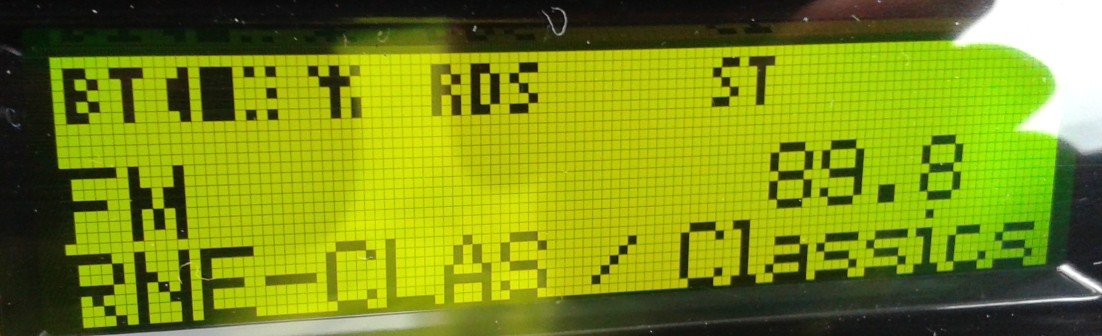 BT RDS ST
FM 89.8
RNE-CLAS / Classics